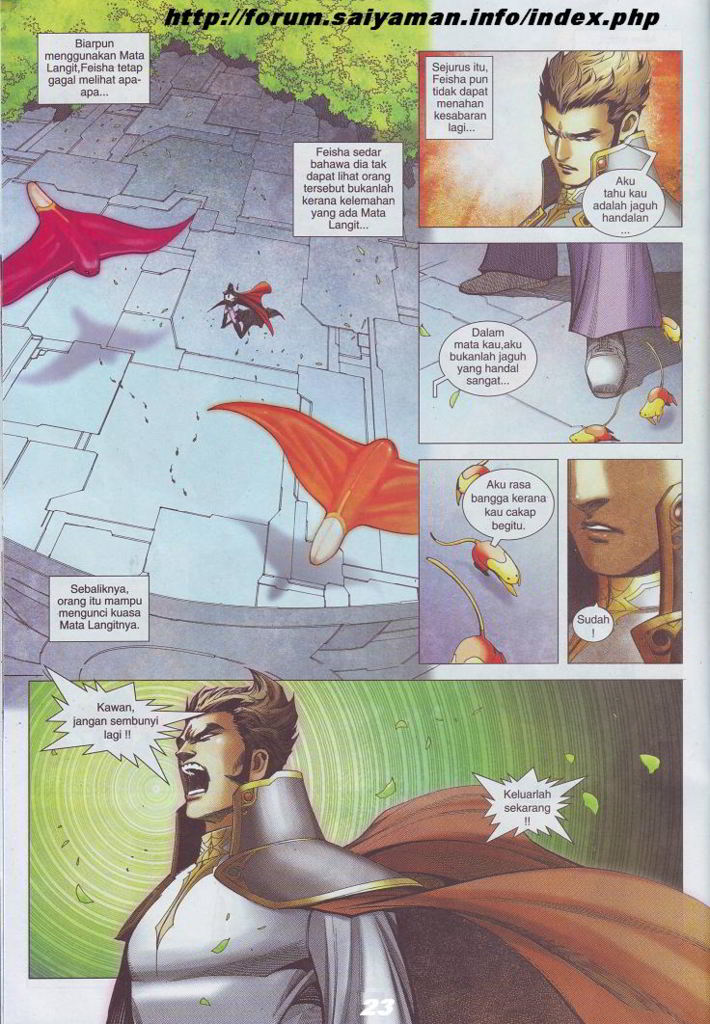 http://forum.saiyaman.info/index.php
Biarpun
menggunakan Mata
Langit,Feisha tetap
gagal melihat apa-
apa...
Feisha sedar
bahawa dia tak
dapat lihat orang
tersebut bukanlah
kerana kelemahan
yang ada Mata
Langit...
Sebaliknya,
orang itu mampu
mengunci kuasa
Mata Langitnya.
Sejurus itu,
Feisha pun
tidak dapat
menahan
kesabaran
lagi...
Aku
tahu kau
adalah jaguh
handalan
...
Dalam
mata kau,aku
bukanlah jaguh
yang handal
sangat...
Aku rasa
bangga kerana
kau cakap
begitu.
Sudah
!
Kawan,
jangan sembunyi
lagi !!
Keluarlah
sekarang
!!
23